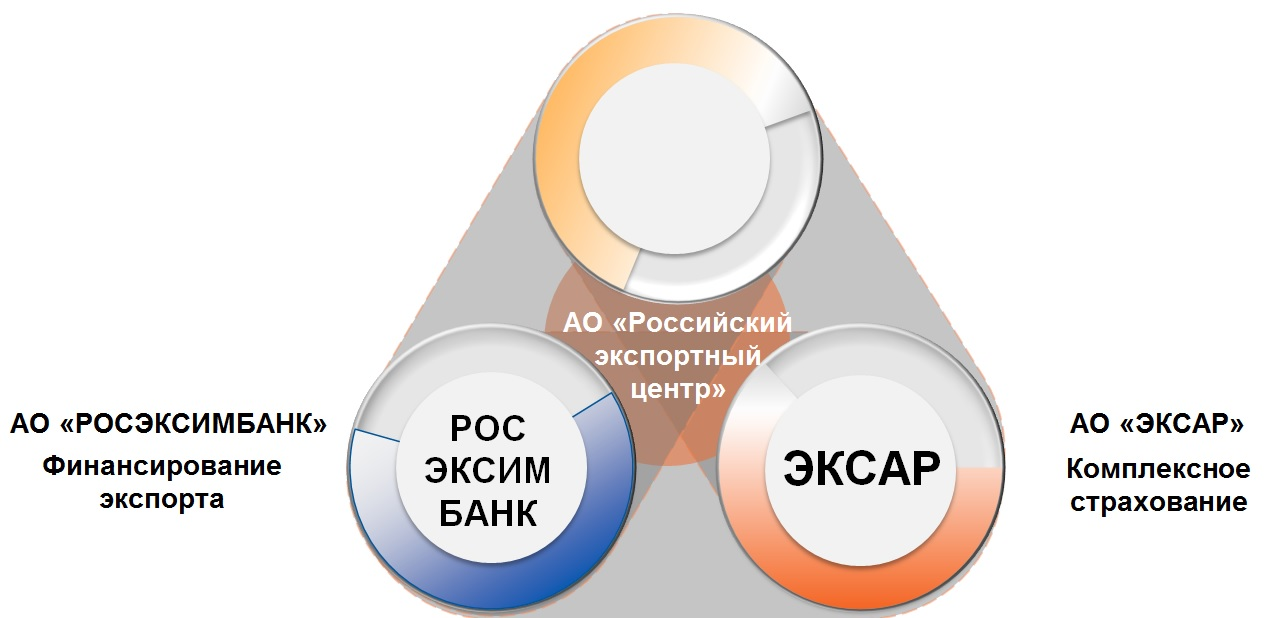 АО «Российский
экспортный
центр»
АО «РОСЭКСИМБАНК»
Финансирование
экспорта
РОС
ЭКСИМ
БАНК
ЭКСАР
АО «ЭКСАР»
Комплексное
страхование